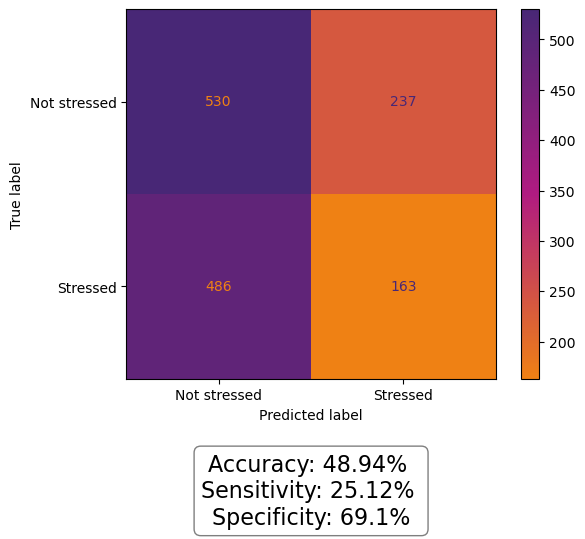 Not stressed
530
237
Stressed
486
163
Not stressed
Stressed
Predicted label
True label
500
450
400
350
300
250
200
Accuracy: 48.94%
Sensitivity: 25.12%
Specificity: 69.1%